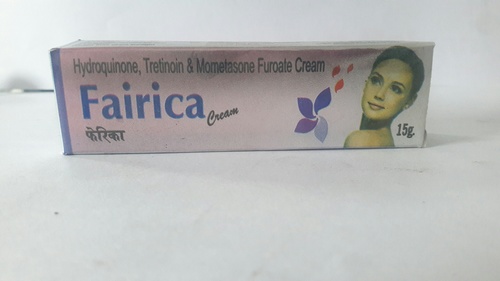 Hydroquinone, Tretinoin & Mometasone Furoate Cream
Fairica Cream
फेरिका
15g.